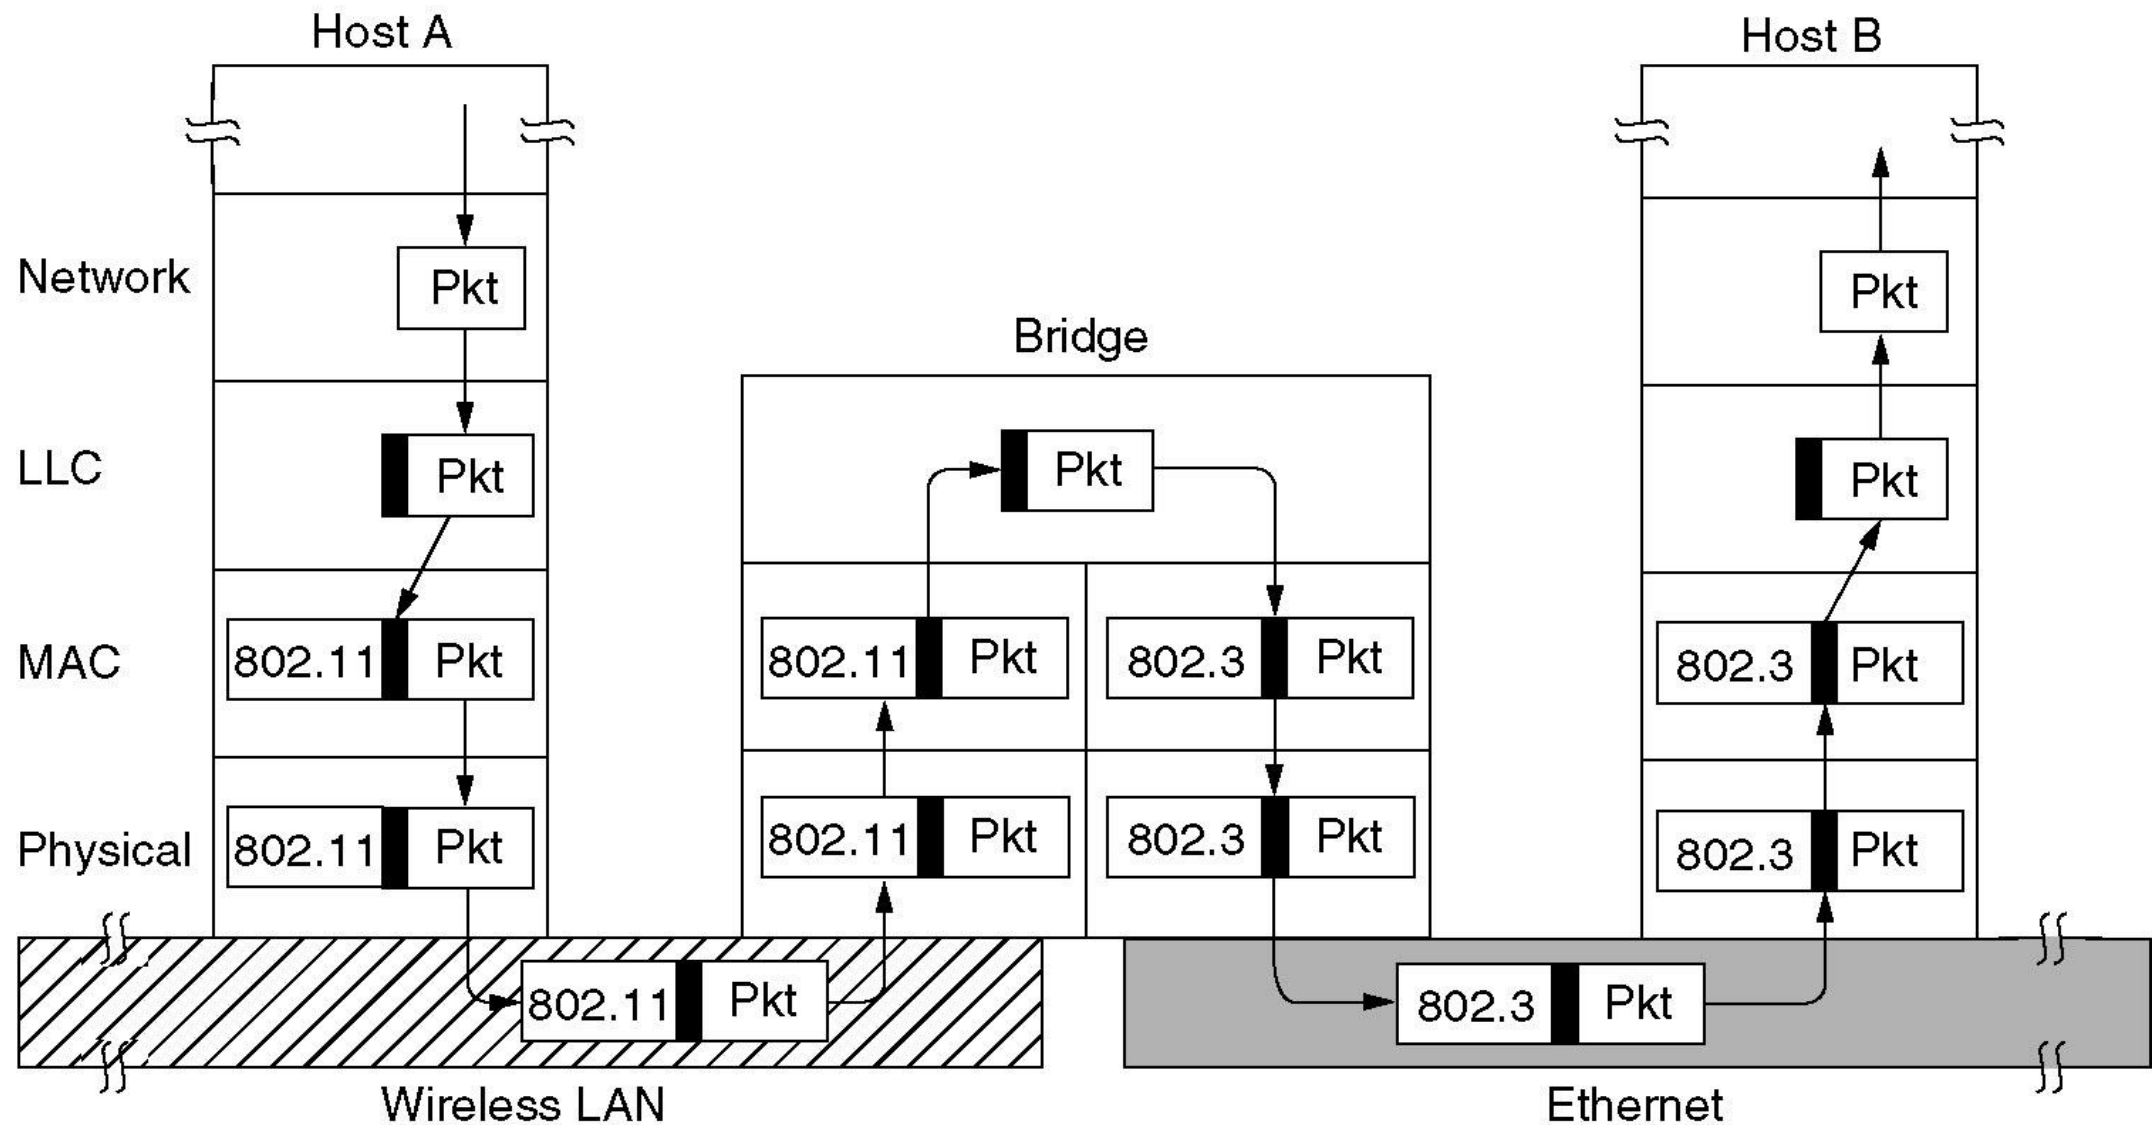 Host A
Host B
Network
Pkt
Pkt
Bridge
LLC
Pkt
Pkt
Pkt
MAC
802.11 Pkt
802.11 Pkt
802.3 Pkt
802.3 Pkt
Physical
802.11 Pkt
802.11 Pkt
802.3 Pkt
802.3 Pkt
802.11 Pkt
802.3 Pkt
Wireless LAN
Ethernet